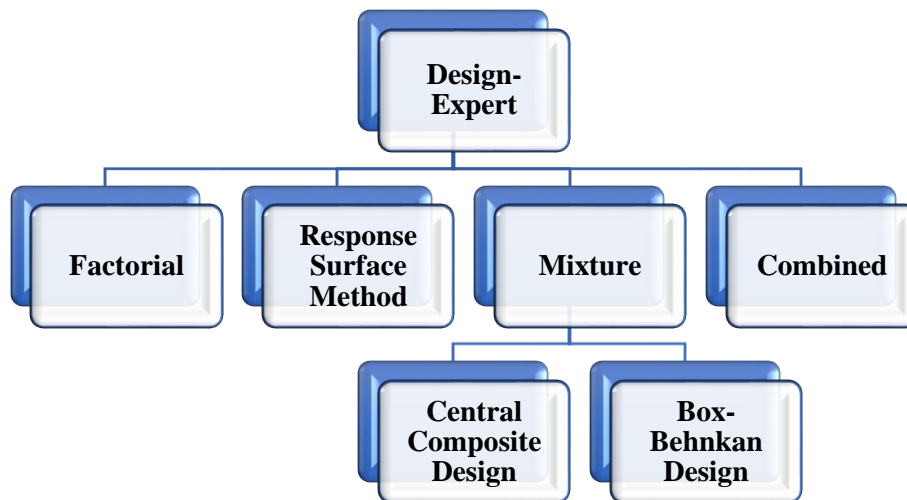 Design-
Expert
Factorial
Response
Surface
Method
Mixture
Combined
Central
Composite
Design
Box-
Behnkan
Design